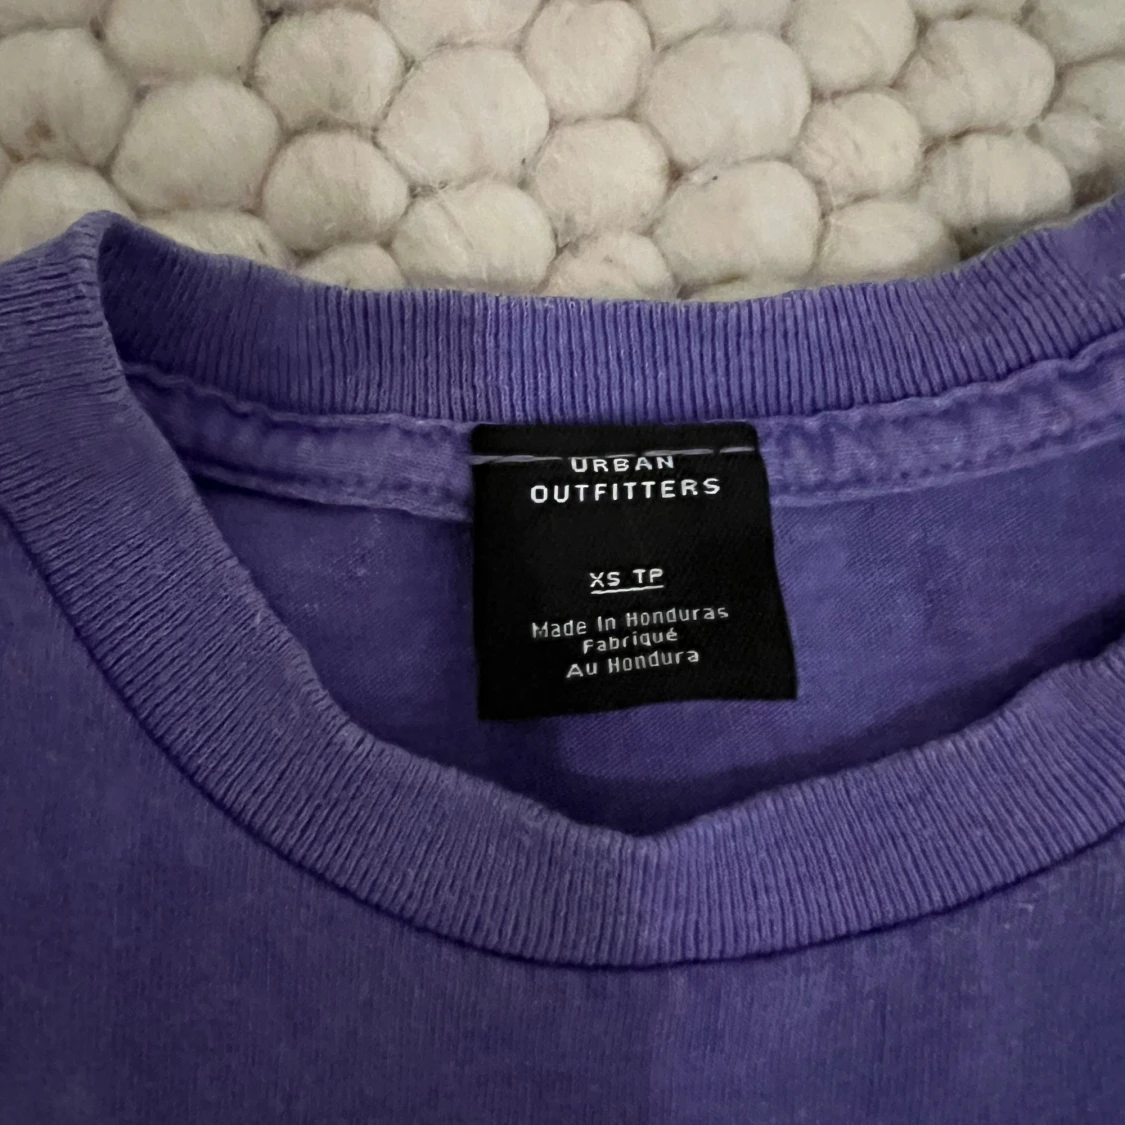 URBAN
OUTFITTERS
XS TP
Made In Honduras
Fabriqué
Au Hondura